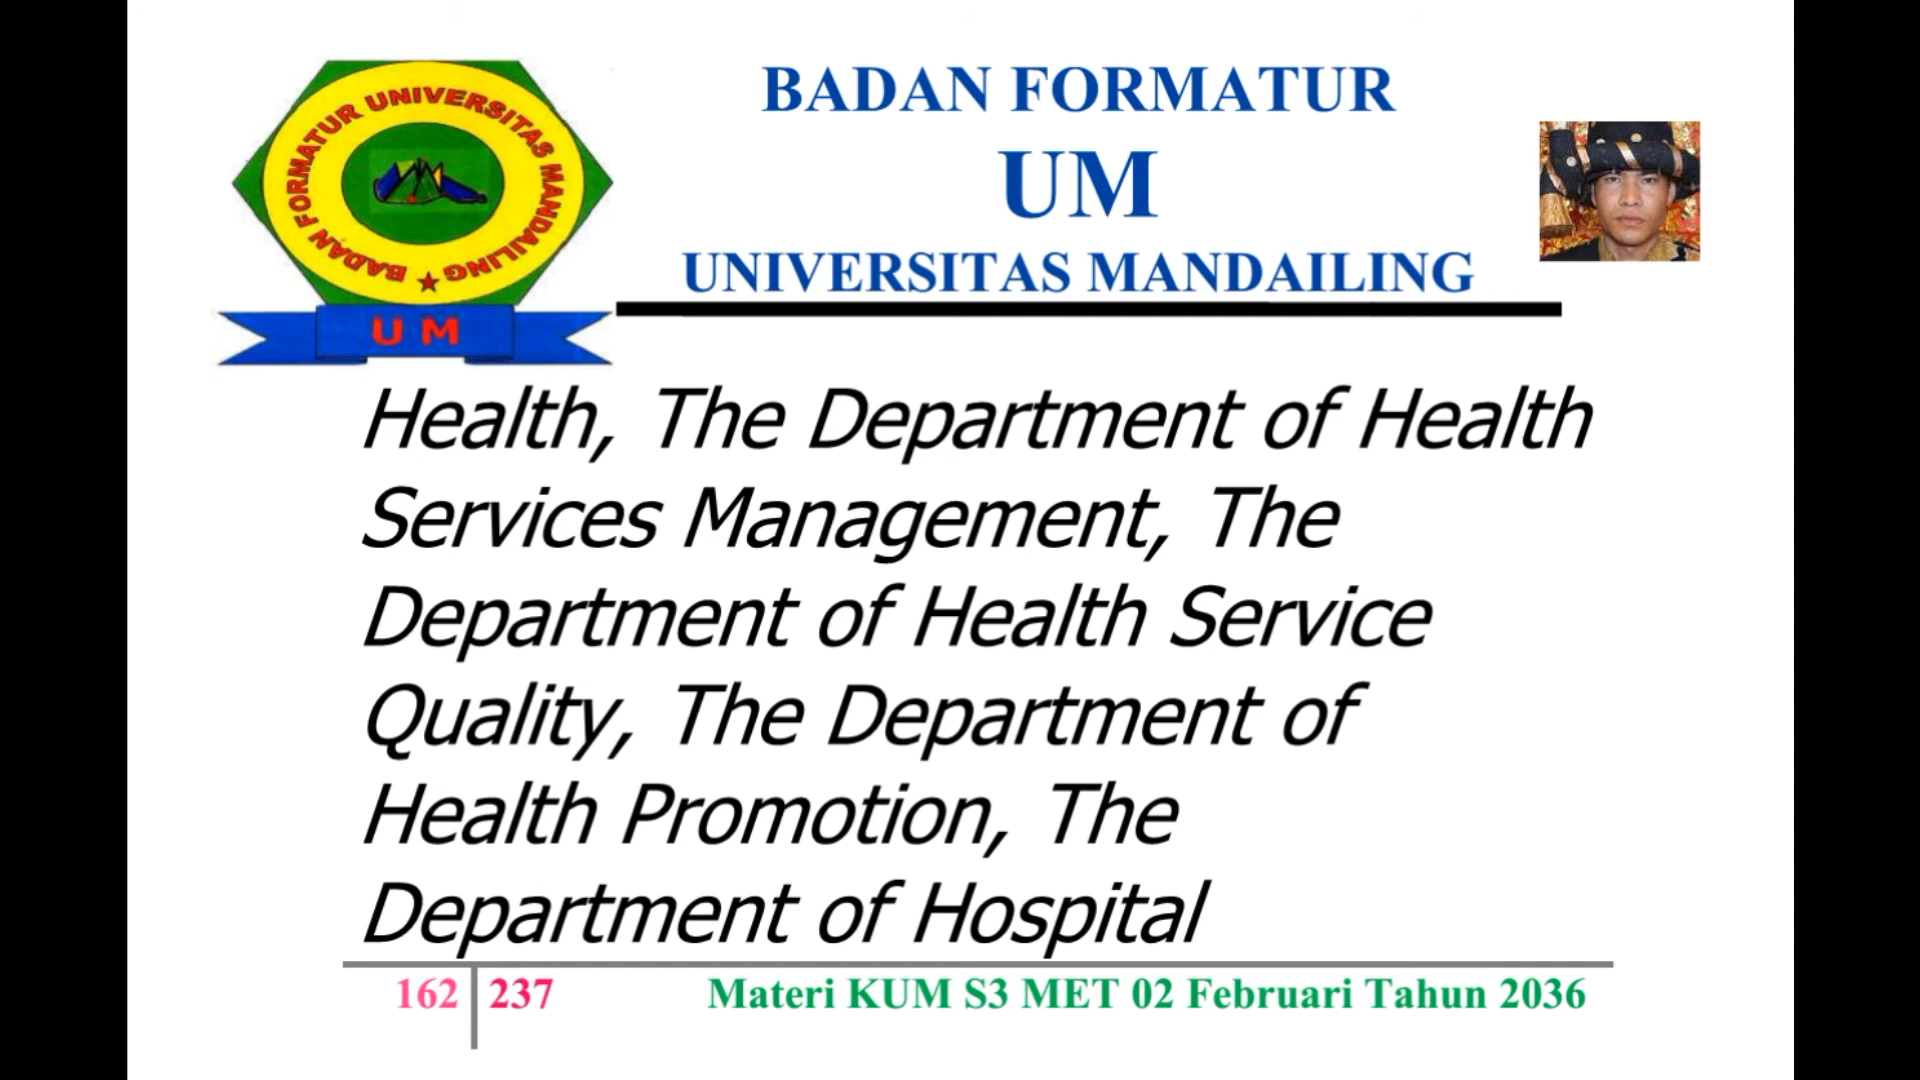 BADAN FORMATUR UNIVERSITAS MANDAILING
U M
BADAN FORMATUR
UM
UNIVERSITAS MANDAILING
Health, The Department of Health
Services Management, The
Department of Health Service
Quality, The Department of
Health Promotion, The
Department of Hospital
162 237 Materi KUM S3 MET 02 Februari Tahun 2036